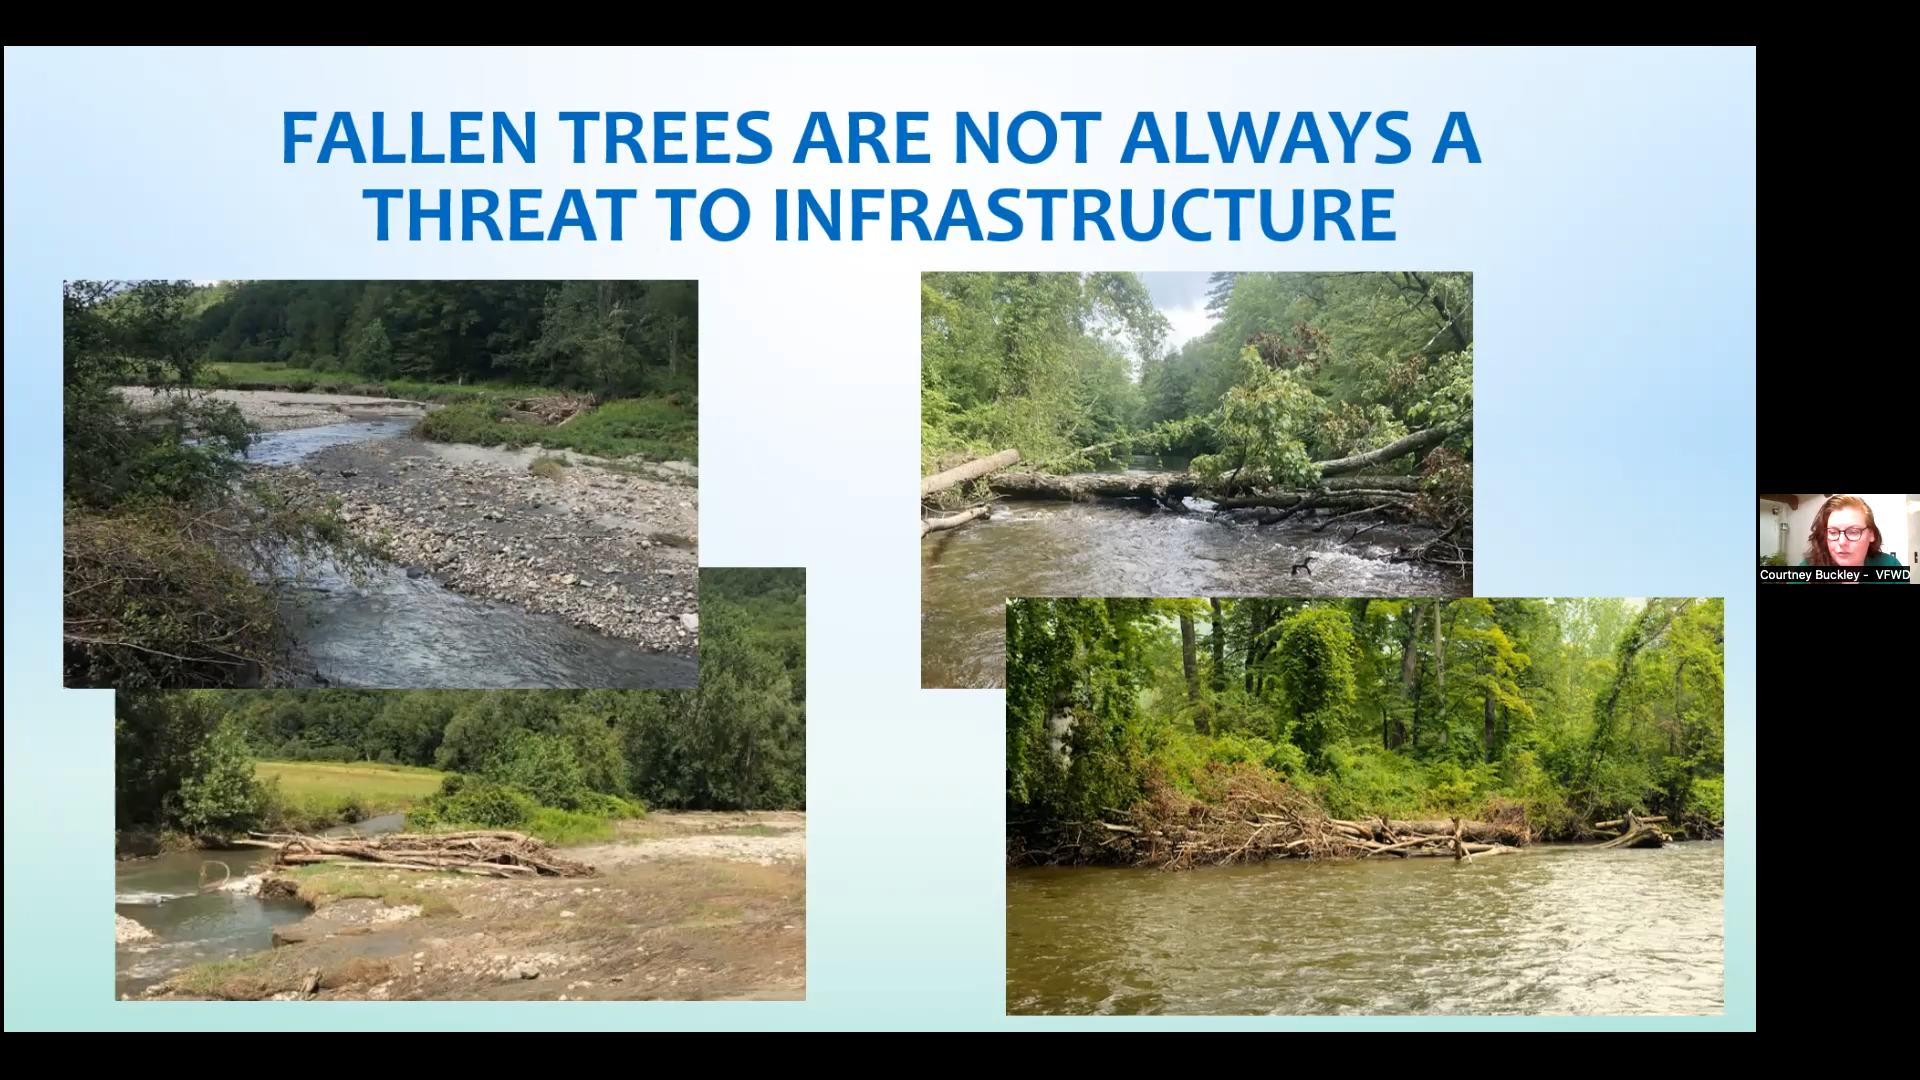 FALLEN TREES ARE NOT ALWAYS A
THREAT TO INFRASTRUCTURE
Courtney Buckley - VFWD